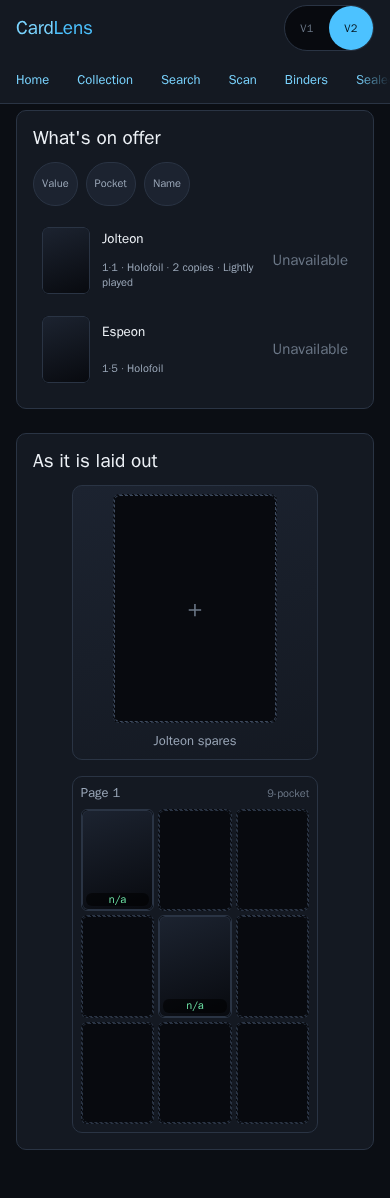 CardLens
V1 V2
Home Collection Search Scan Binders Seale
What's on offer
Value Pocket Name
Jolteon
1·1 · Holofoil · 2 copies · Lightly
played
Unavailable
Espeon
1·5 · Holofoil
Unavailable
As it is laid out
+
Jolteon spares
Page 1 9-pocket
n/a
n/a